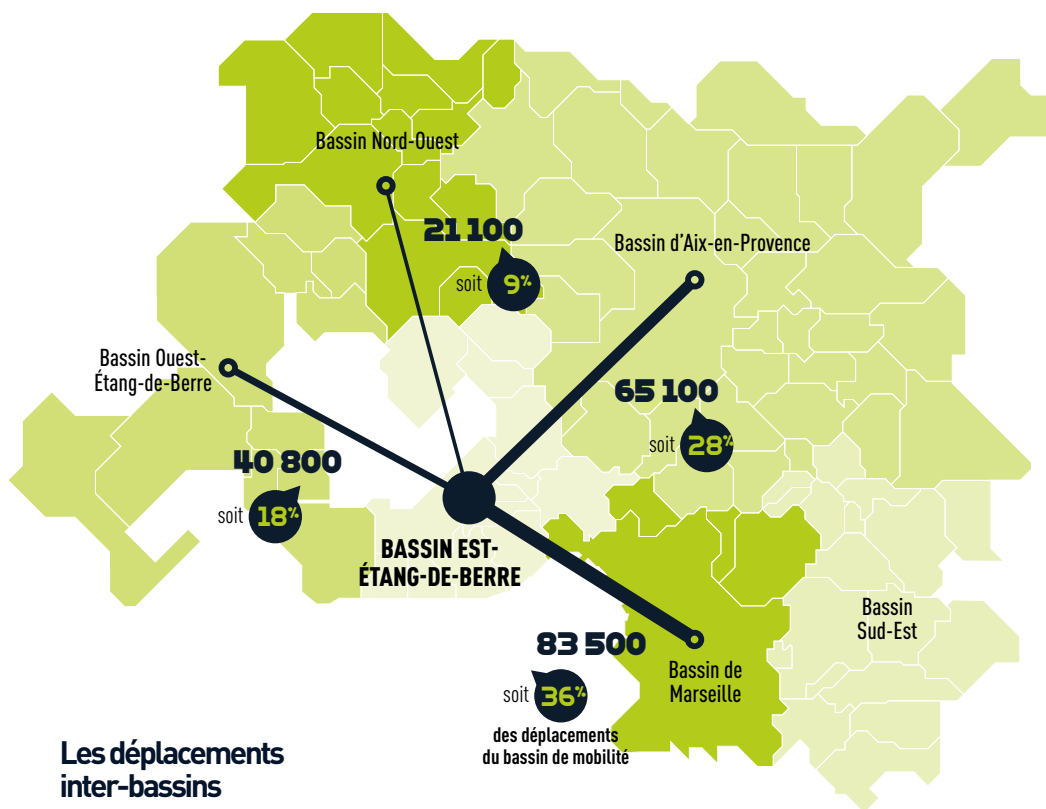 Bassin Nord-Ouest
21 100
soit 9%
Bassin d'Aix-en-Provence
Bassin Ouest-
Étang-de-Berre
65 100
soit 28%
40 800
soit 18%
BASSIN EST-
ÉTANG-DE-BERRE
Bassin
Sud-Est
83 500
soit 36%
des déplacements
du bassin de mobilité
Bassin de
Marseille
Les déplacements
inter-bassins